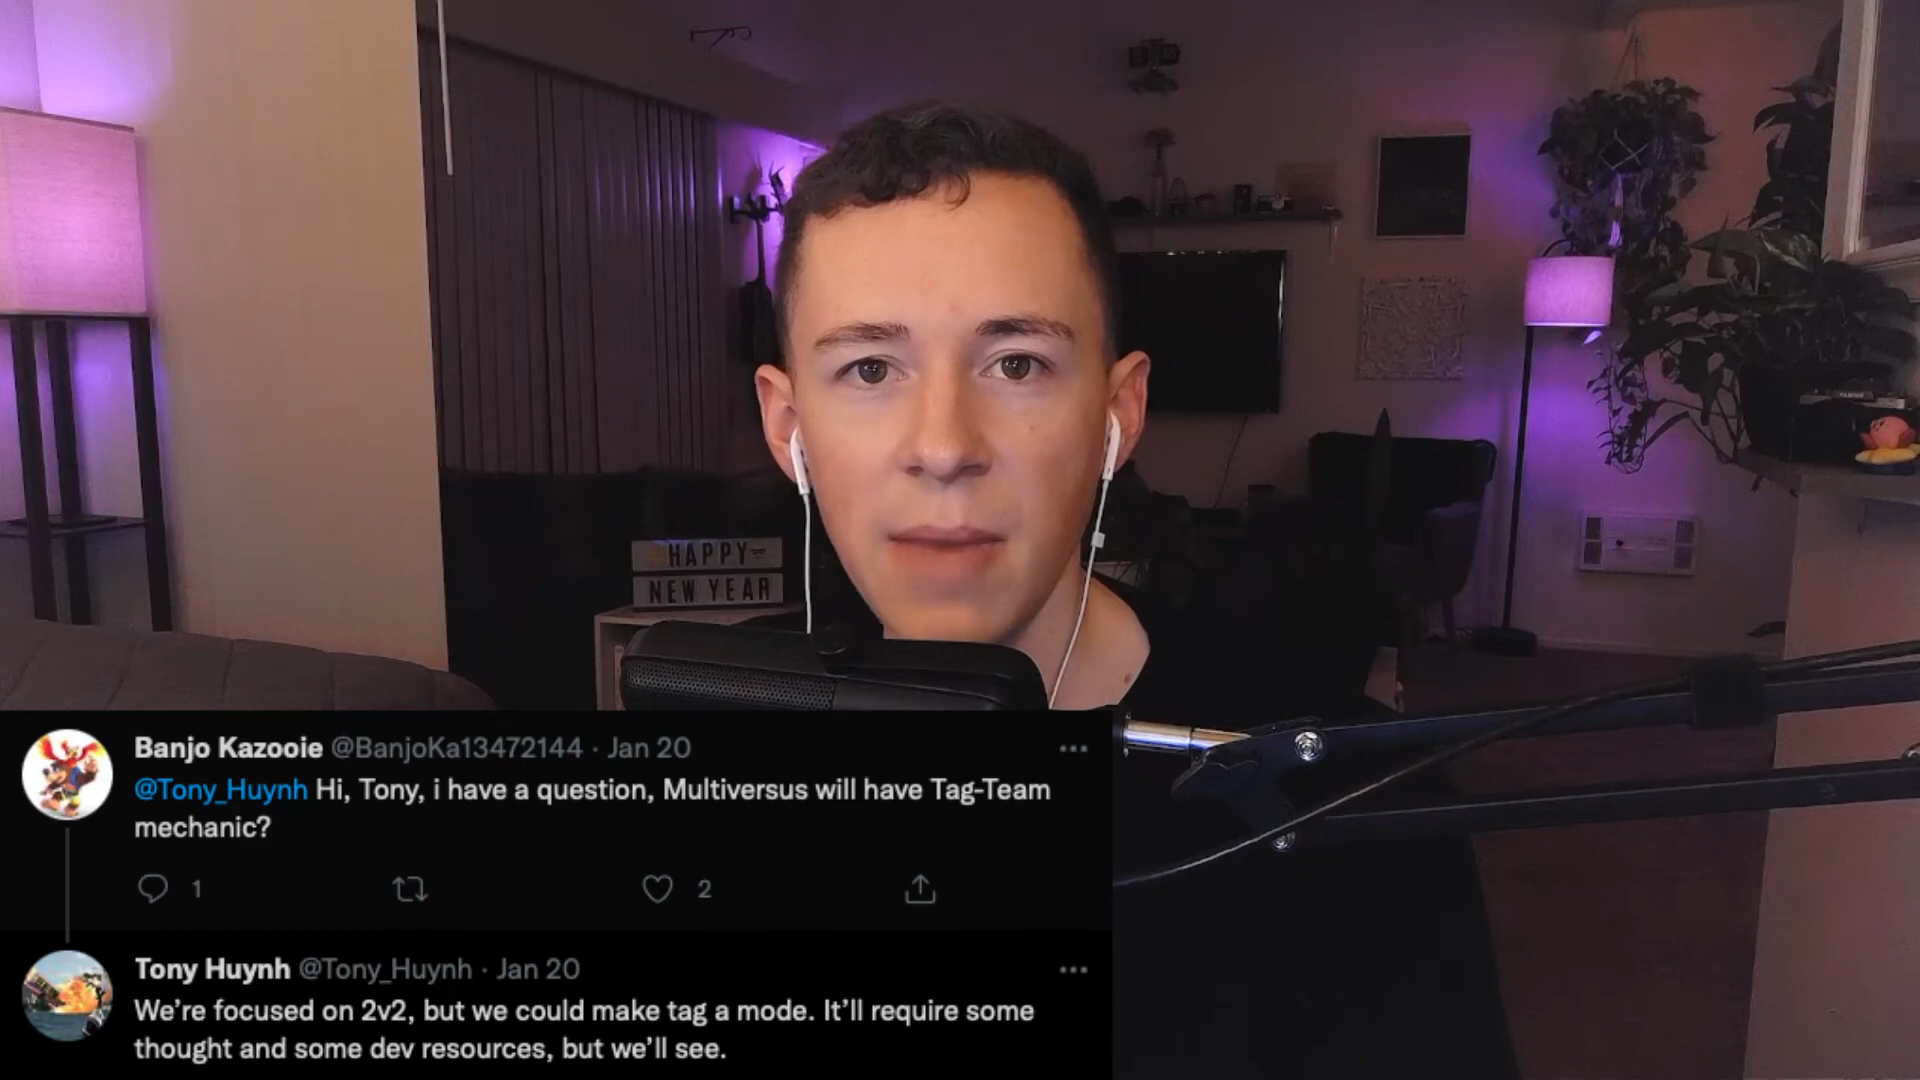 HAPPY
NEW YEAR
Banjo Kazooie @BanjoKa13472144 · Jan 20
@Tony_Huynh Hi, Tony, i have a question, Multiversus will have Tag-Team
mechanic?
1
2
Tony Huynh @Tony_Huynh · Jan 20
We’re focused on 2v2, but we could make tag a mode. It’ll require some
thought and some dev resources, but we’ll see.